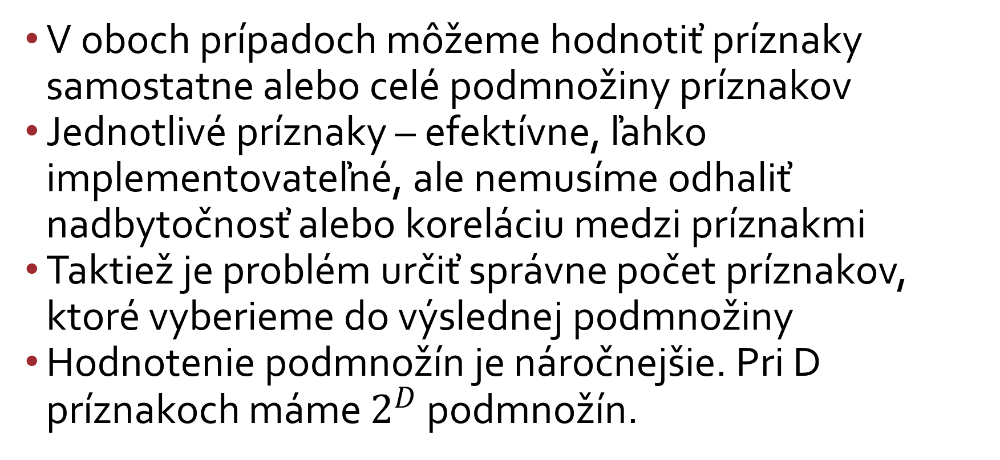 • V oboch prípadoch môžeme hodnotiť príznaky
samostatne alebo celé podmnožiny príznakov
• Jednotlivé príznaky – efektívne, ľahko
implementovateľné, ale nemusíme odhaliť
nadbytočnosť alebo koreláciu medzi príznakmi
• Taktiež je problém určiť správne počet príznakov,
ktoré vyberieme do výslednej podmnožiny
• Hodnotenie podmnožín je náročnejšie. Pri D
príznakoch máme $2^D$ podmnožín.